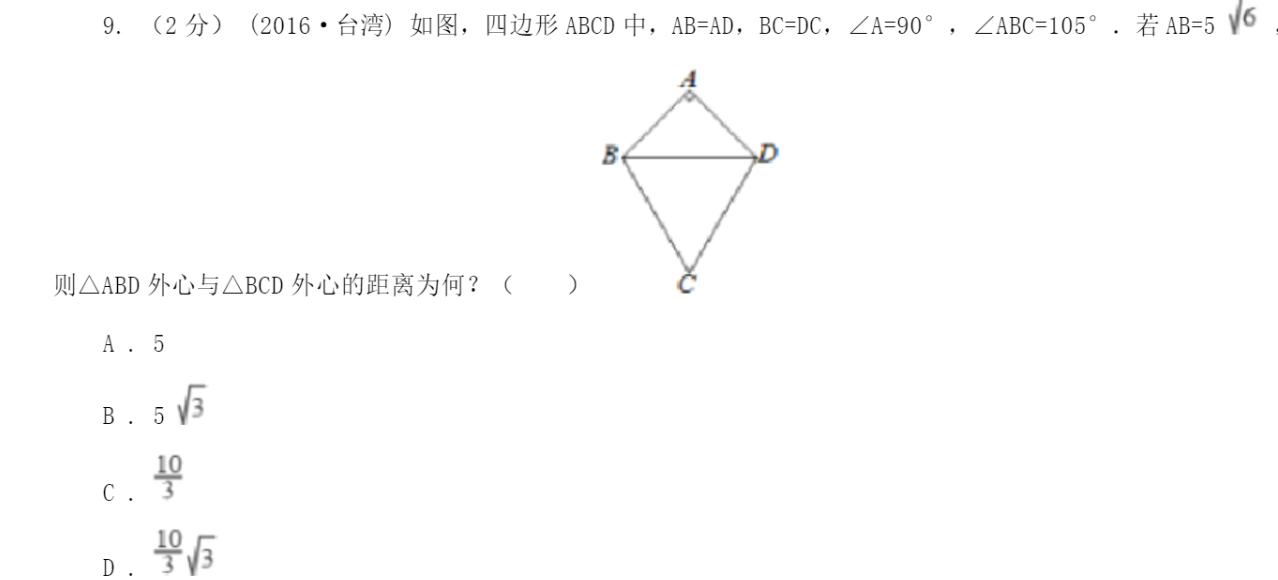 9. （2 分） (2016·台湾) 如图，四边形 ABCD 中，AB=AD，BC=DC，∠A=90°，∠ABC=105°．若 AB=5 √6，
A
B
D
C
则△ABD 外心与△BCD 外心的距离为何？（    ）
A . 5
B . 5 √3
C . 10/3
D . 10/3 √3